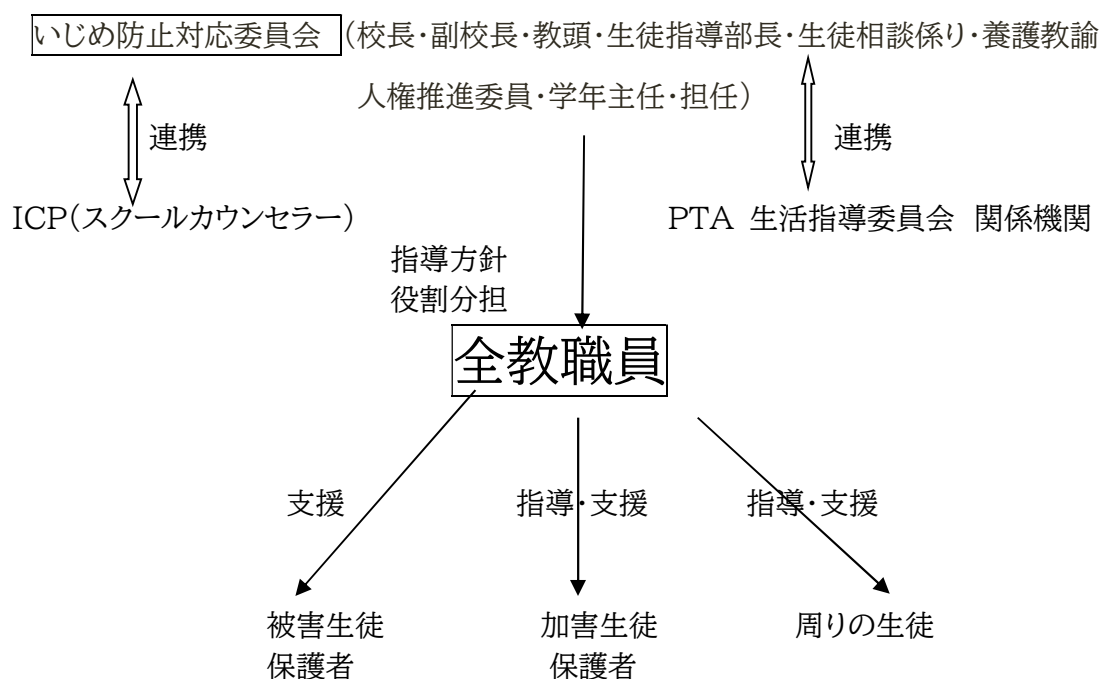 いじめ防止対応委員会 (校長・副校長・教頭・生徒指導部長・生徒相談係り・養護教諭
人権推進委員・学年主任・担任)
連携 連携
ICP(スクールカウンセラー) PTA 生活指導委員会 関係機関
指導方針
役割分担
全教職員
支援 指導・支援 指導・支援
被害生徒 加害生徒 周りの生徒
保護者 保護者